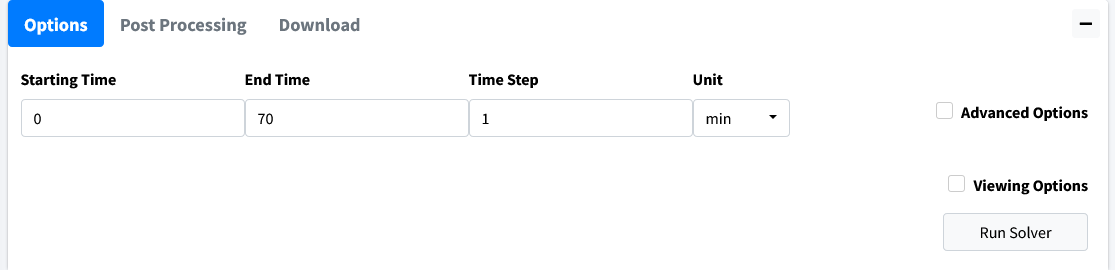 Options Post Processing Download
Starting Time End Time Time Step Unit
0 70 1 min
Advanced Options
Viewing Options
Run Solver